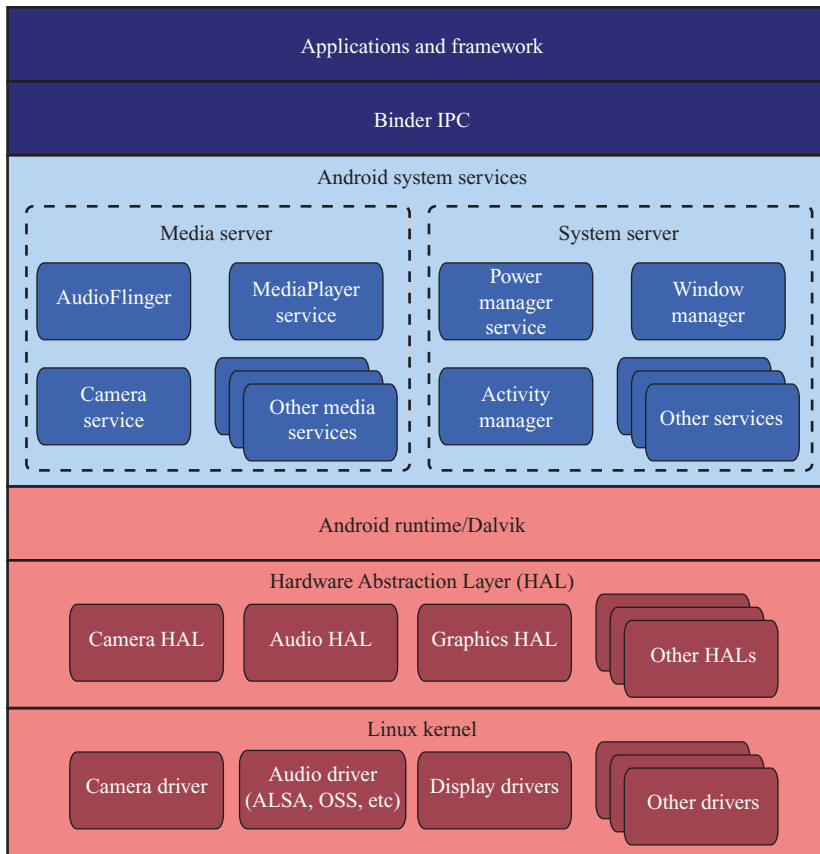 Applications and framework
Binder IPC
Android system services
Media server
AudioFlinger
MediaPlayer
service
Camera
service
Other media
services
System server
Power
manager
service
Window
manager
Activity
manager
Other services
Android runtime/Dalvik
Hardware Abstraction Layer (HAL)
Camera HAL
Audio HAL
Graphics HAL
Other HALs
Linux kernel
Camera driver
Audio driver
(ALSA, OSS, etc)
Display drivers
Other drivers